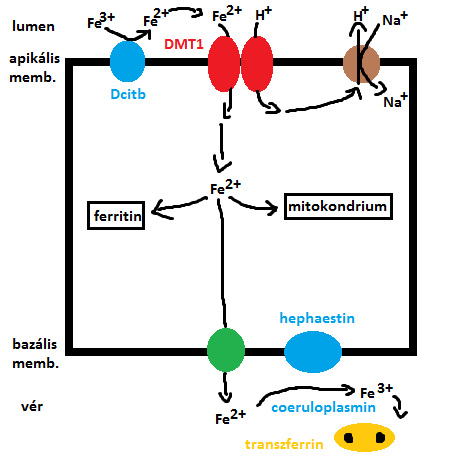 lumen
Fe3+
Fe2+
Fe2+
H+
H+
Na+
apikális
memb.
DMT1
Dcitb
Na+
Fe2+
ferritin
mitokondrium
hephaestin
bazális
memb.
vér
Fe2+
Fe3+
coeruloplasmin
transzferrin